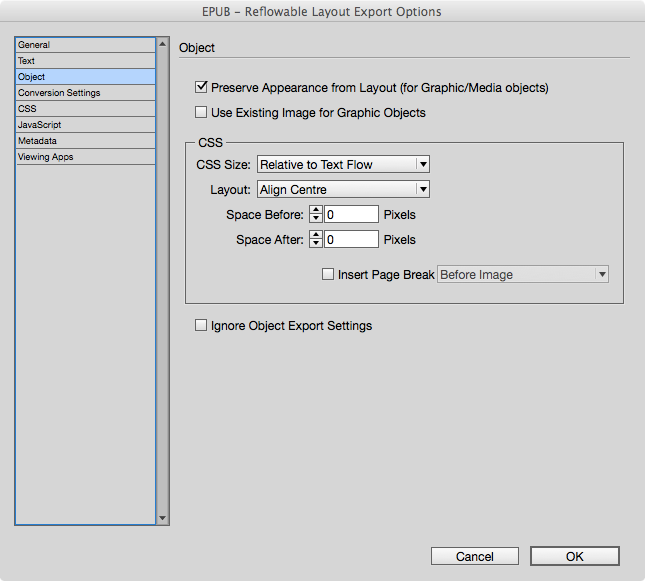 EPUB – Reflowable Layout Export Options
General
Text
Object
Conversion Settings
CSS
JavaScript
Metadata
Viewing Apps
Object
Preserve Appearance from Layout (for Graphic/Media objects)
Use Existing Image for Graphic Objects
CSS
CSS Size: Relative to Text Flow
Layout: Align Centre
Space Before: 0 Pixels
Space After: 0 Pixels
Insert Page Break Before Image
Ignore Object Export Settings
Cancel OK